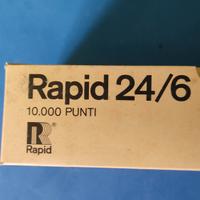 Rapid 24/6
10.000 PUNTI
R
Rapid